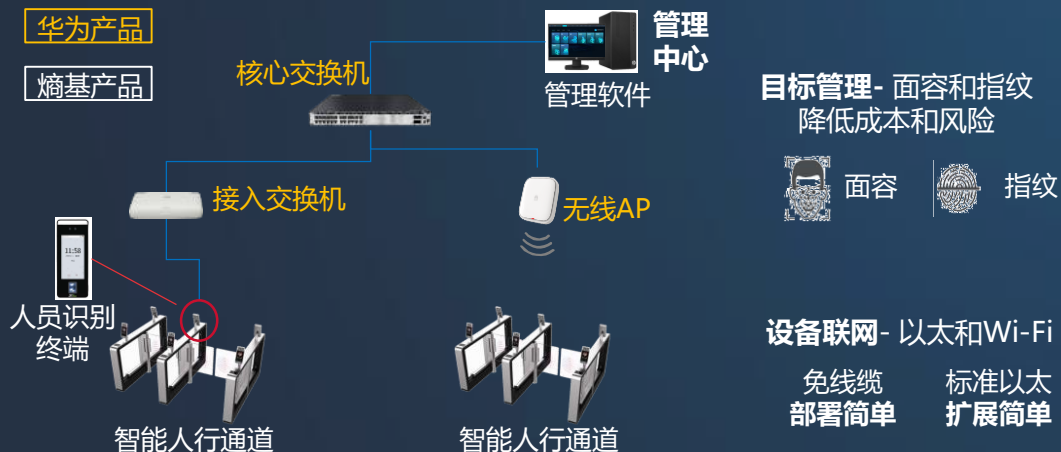 华为产品
熵基产品
核心交换机
管理
中心
管理软件
接入交换机
无线AP
11:58
人员识别
终端
智能人行通道
智能人行通道
目标管理- 面容和指纹
降低成本和风险
面容
指纹
设备联网- 以太和Wi-Fi
免线缆
部署简单
标准以太
扩展简单